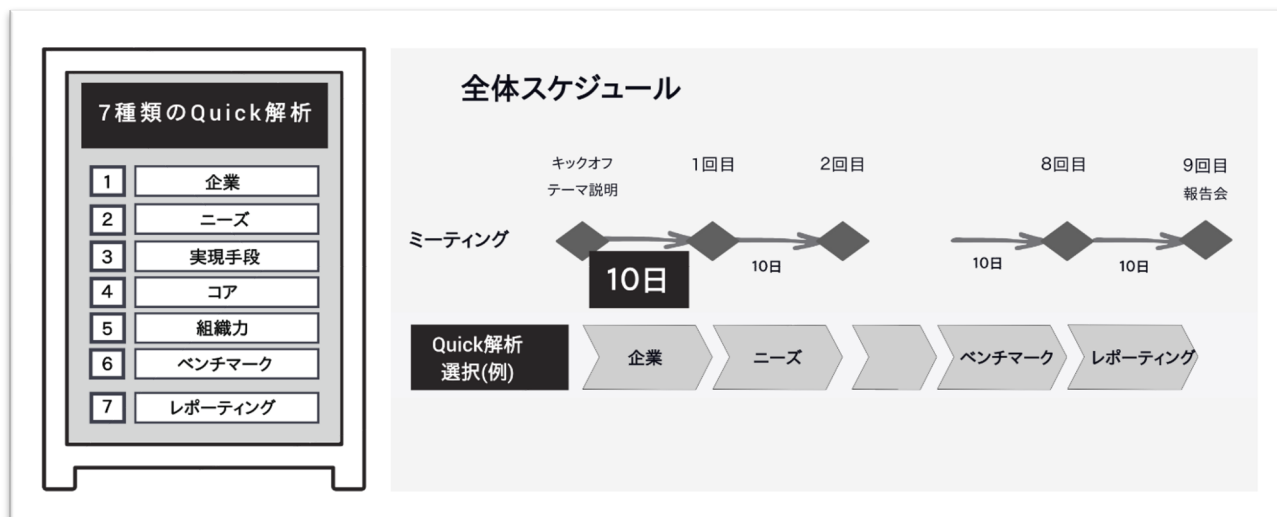 7種類のQuick解析
1 企業
2 ニーズ
3 実現手段
4 コア
5 組織力
6 ベンチマーク
7 レポーティング
全体スケジュール
キックオフ
テーマ説明
1回目
2回目
8回目
9回目
報告会
ミーティング
10日
10日
10日
10日
Quick解析
選択(例)
企業
ニーズ
ベンチマーク
レポーティング